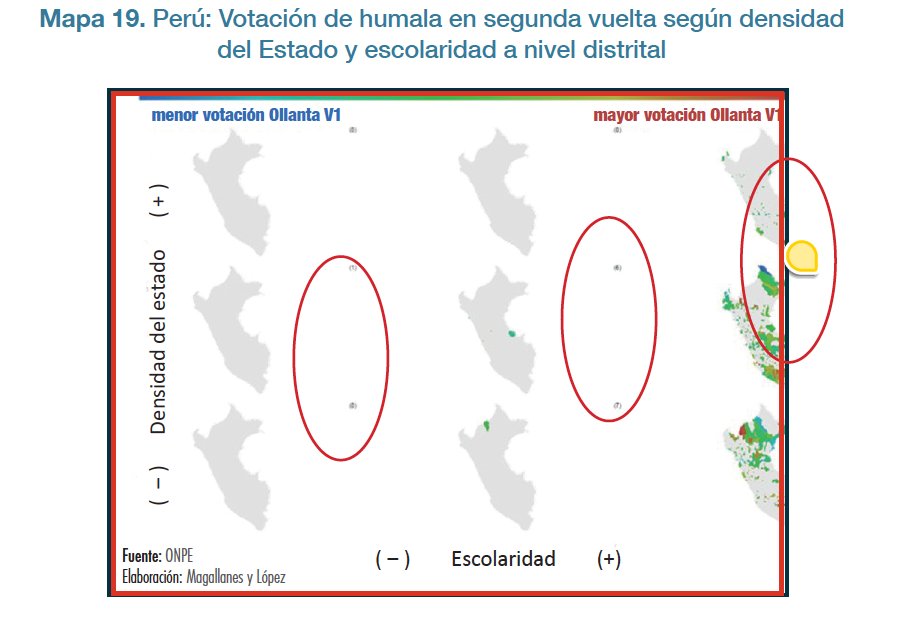 Mapa 19. Perú: Votación de humala en segunda vuelta según densidad
del Estado y escolaridad a nivel distrital
menor votación Ollanta V1
mayor votación Ollanta V1
( + )
Densidad del estado
( − )
(1)
Fuente: ONPE
Elaboración: Magallanes y López
( − ) Escolaridad (+)